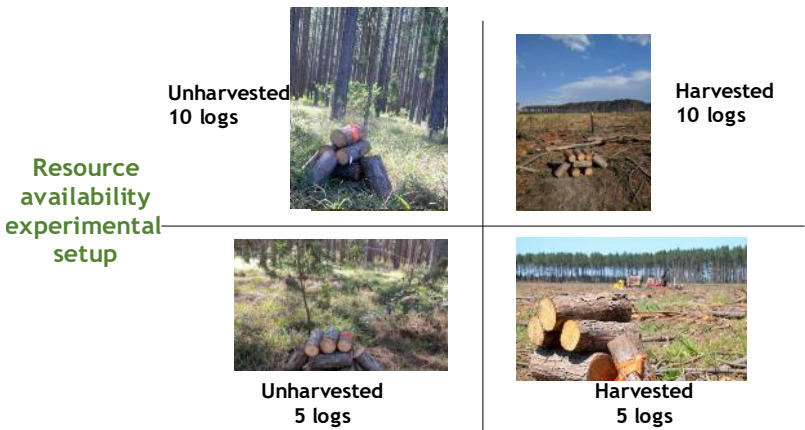 Unharvested
10 logs
Harvested
10 logs
Resource
availability
experimental
setup
Unharvested
5 logs
Harvested
5 logs